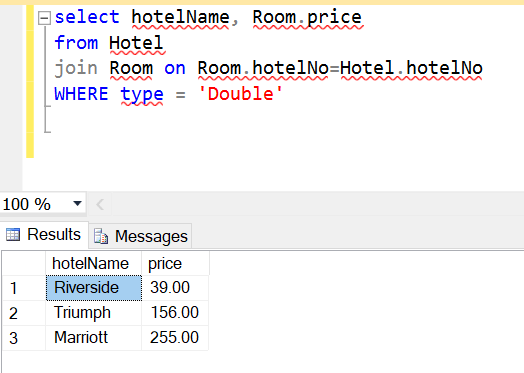 select hotelName, Room.price
from Hotel
join Room on Room.hotelNo=Hotel.hotelNo
WHERE type = 'Double'
100 %
Results Messages
hotelName price
1 Riverside 39.00
2 Triumph 156.00
3 Marriott 255.00